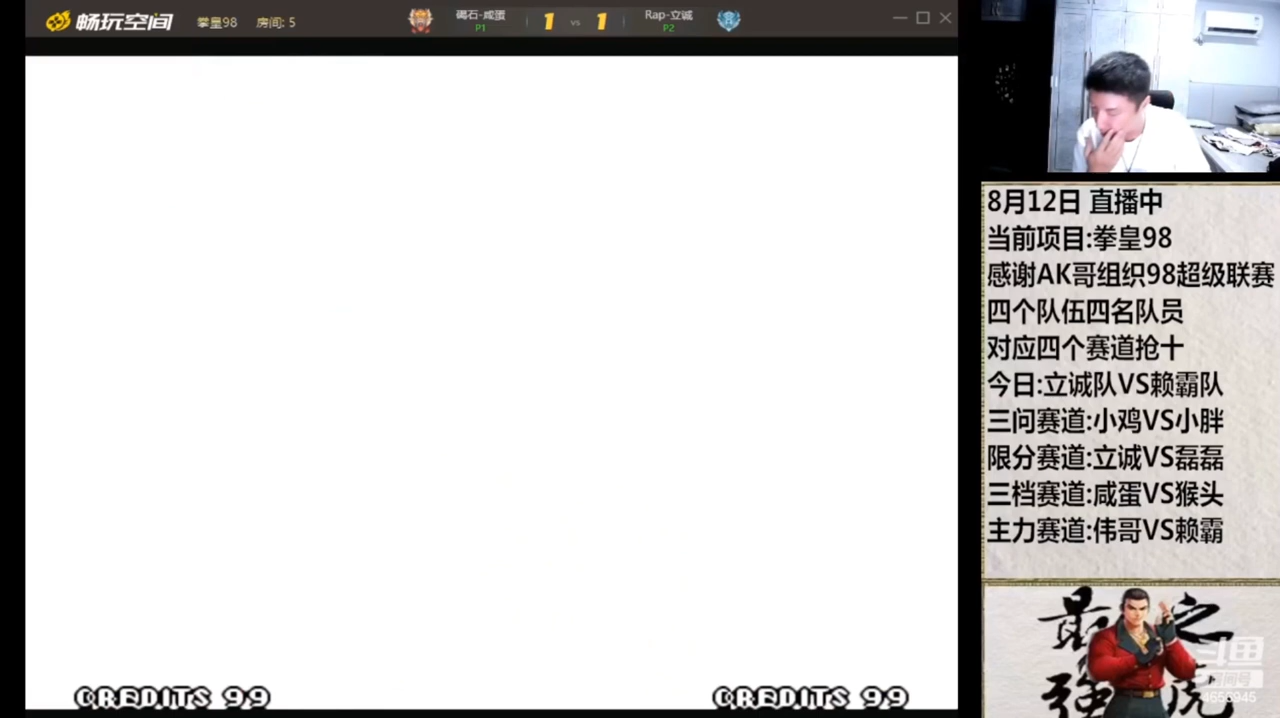 畅玩空间 拳皇98 房间: 5 碣石-咸蛋 P1 1 vs 1 Rap-立诚 P2
8月12日 直播中
当前项目:拳皇98
感谢AK哥组织98超级联赛
四个队伍四名队员
对应四个赛道抢十
今日:立诚队VS赖霸队
三问赛道:小鸡VS小胖
限分赛道:立诚VS磊磊
三档赛道:咸蛋VS猴头
主力赛道:伟哥VS赖霸
最之
强虎
斗鱼
房间号
CREDITS 99 CREDITS 99